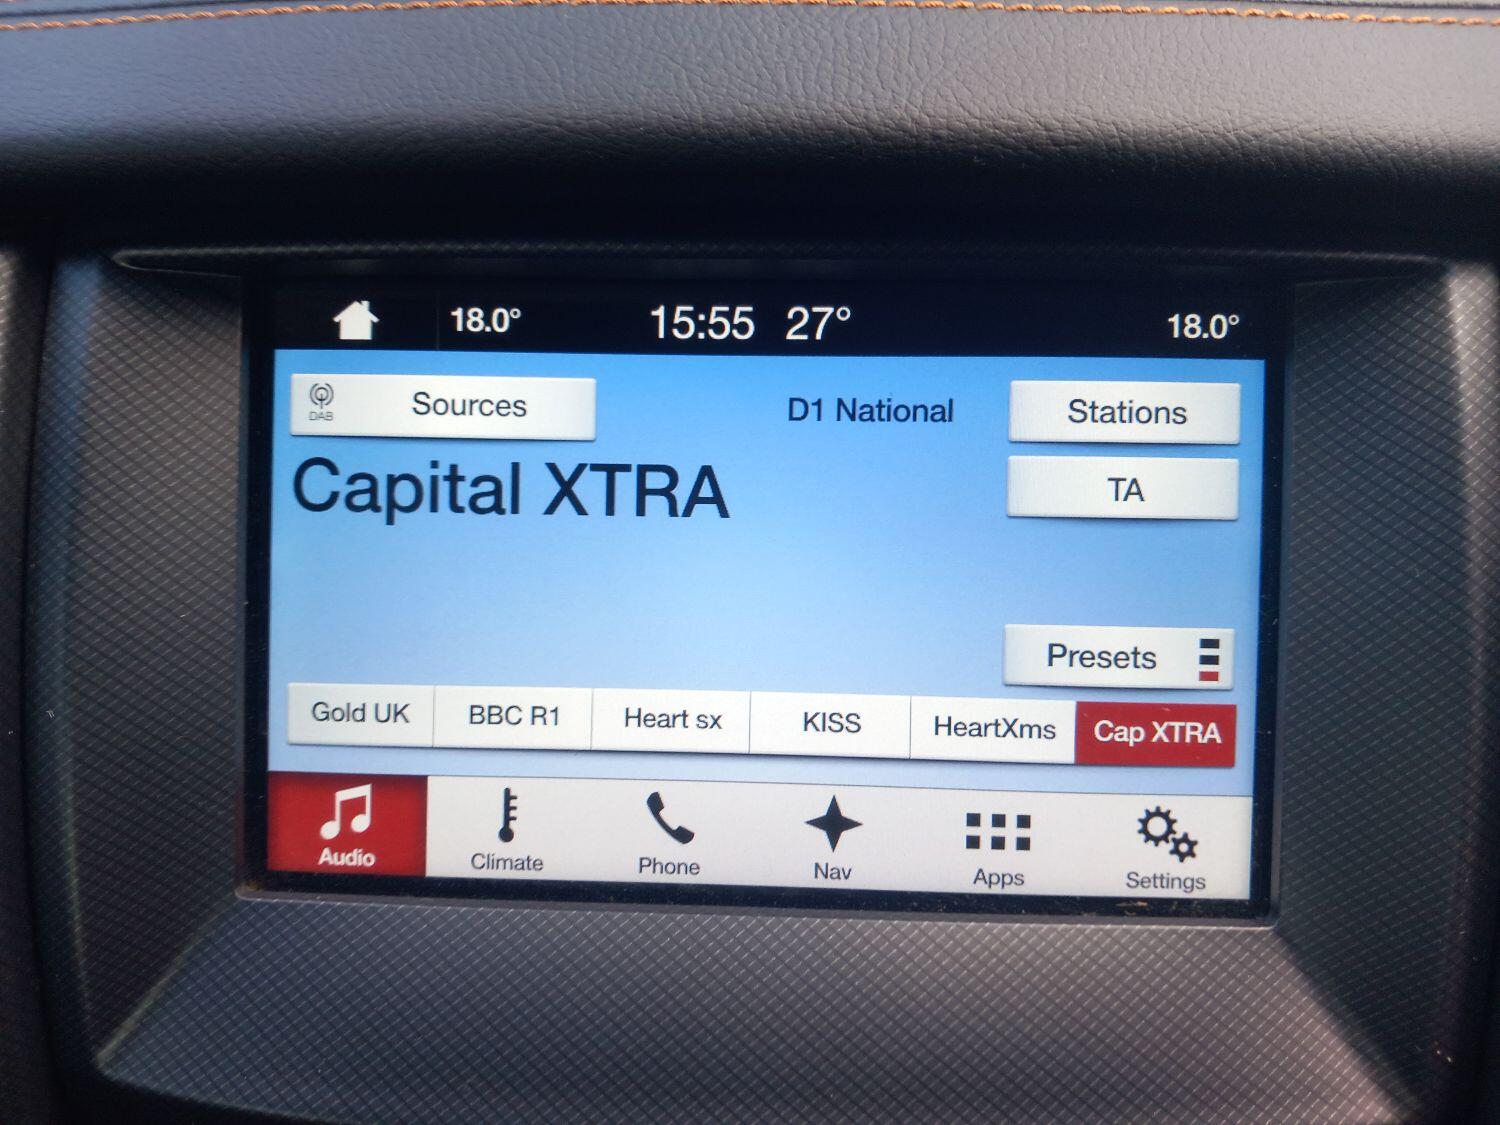 18.0° 15:55 27° 18.0°
DAB Sources D1 National Stations
Capital XTRA TA
Presets
Gold UK BBC R1 Heart sx KISS HeartXms Cap XTRA
Audio Climate Phone Nav Apps Settings